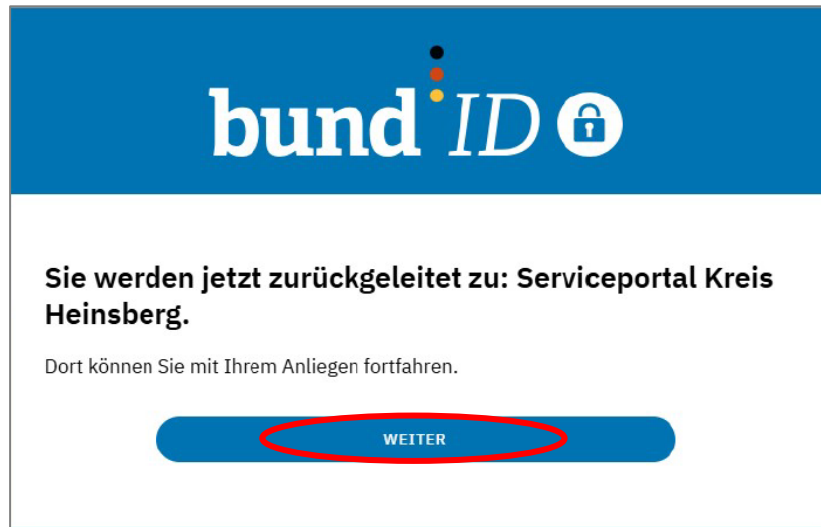 bund ID
Sie werden jetzt zurückgeleitet zu: Serviceportal Kreis
Heinsberg.
Dort können Sie mit Ihrem Anliegen fortfahren.
WEITER